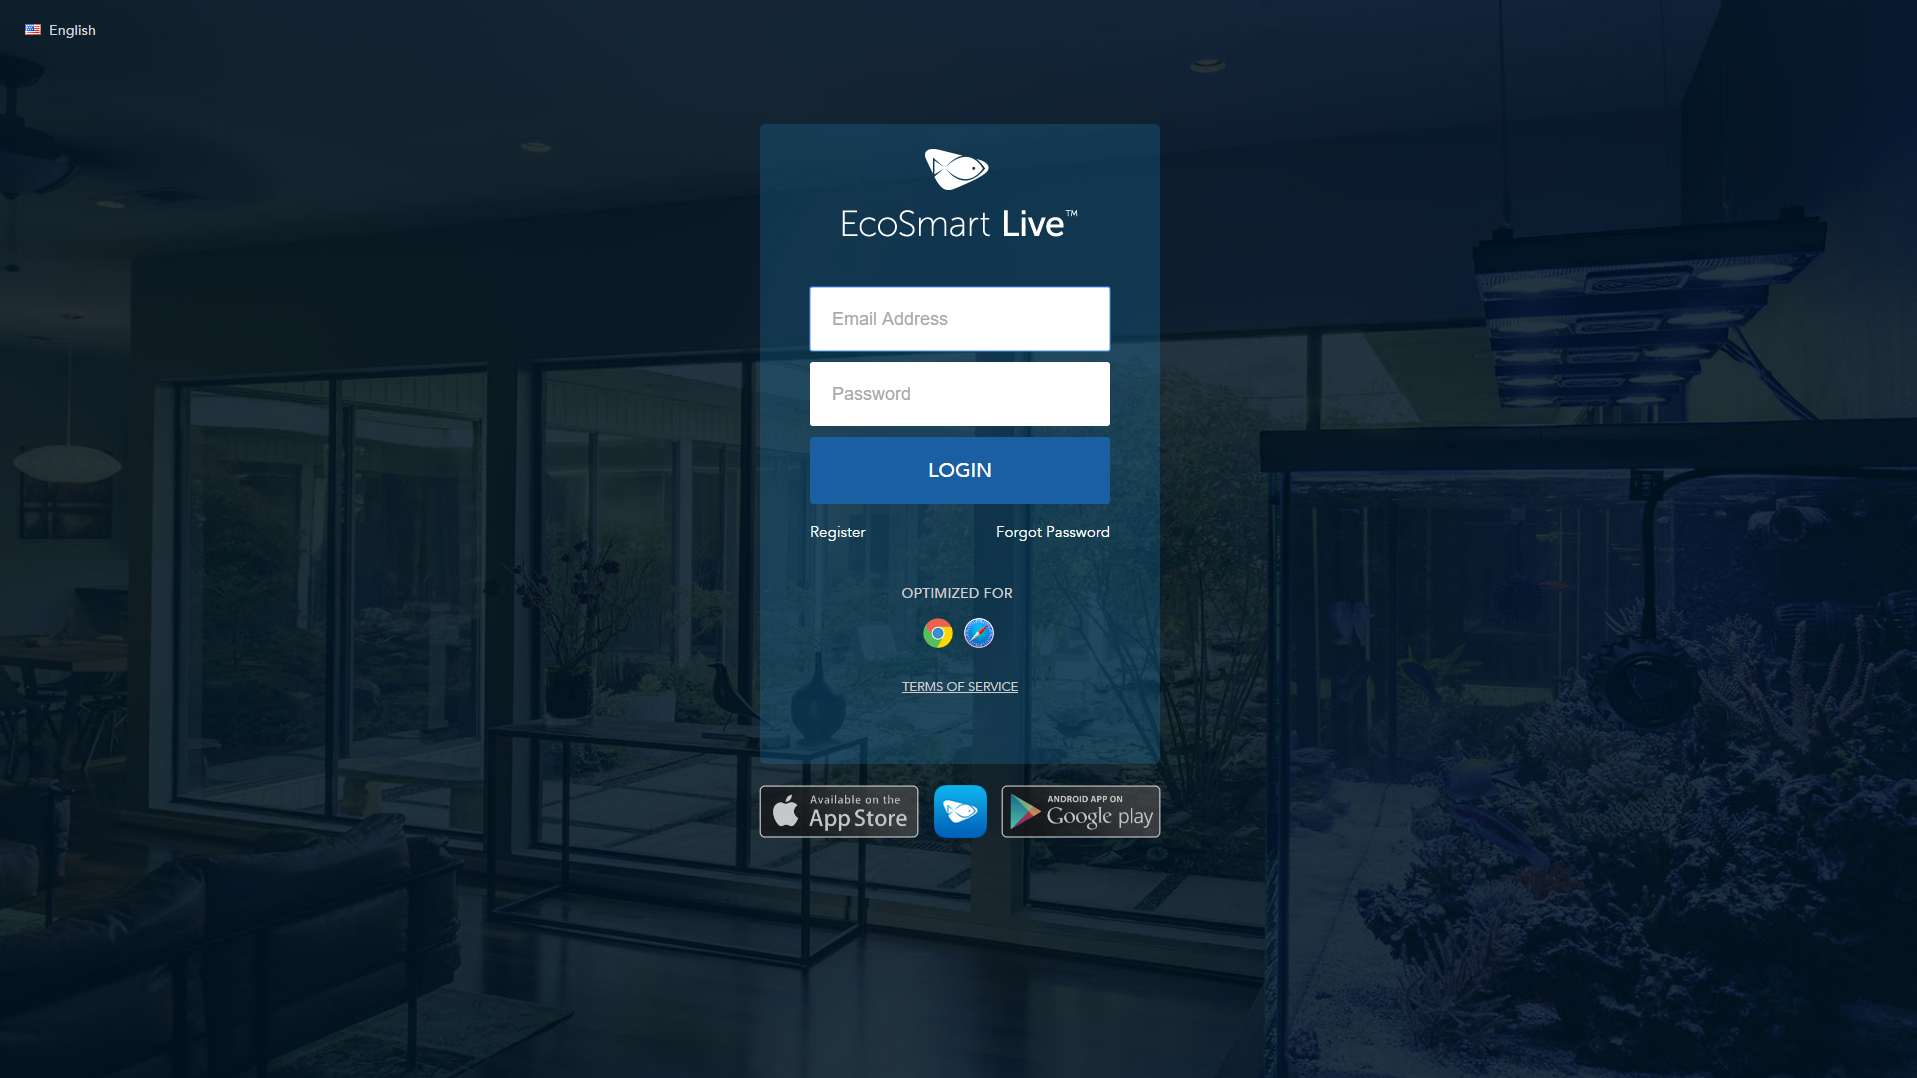 English
EcoSmart Live™
Email Address
Password
LOGIN
Register
Forgot Password
OPTIMIZED FOR
TERMS OF SERVICE
Available on the
App Store
ANDROID APP ON
Google play